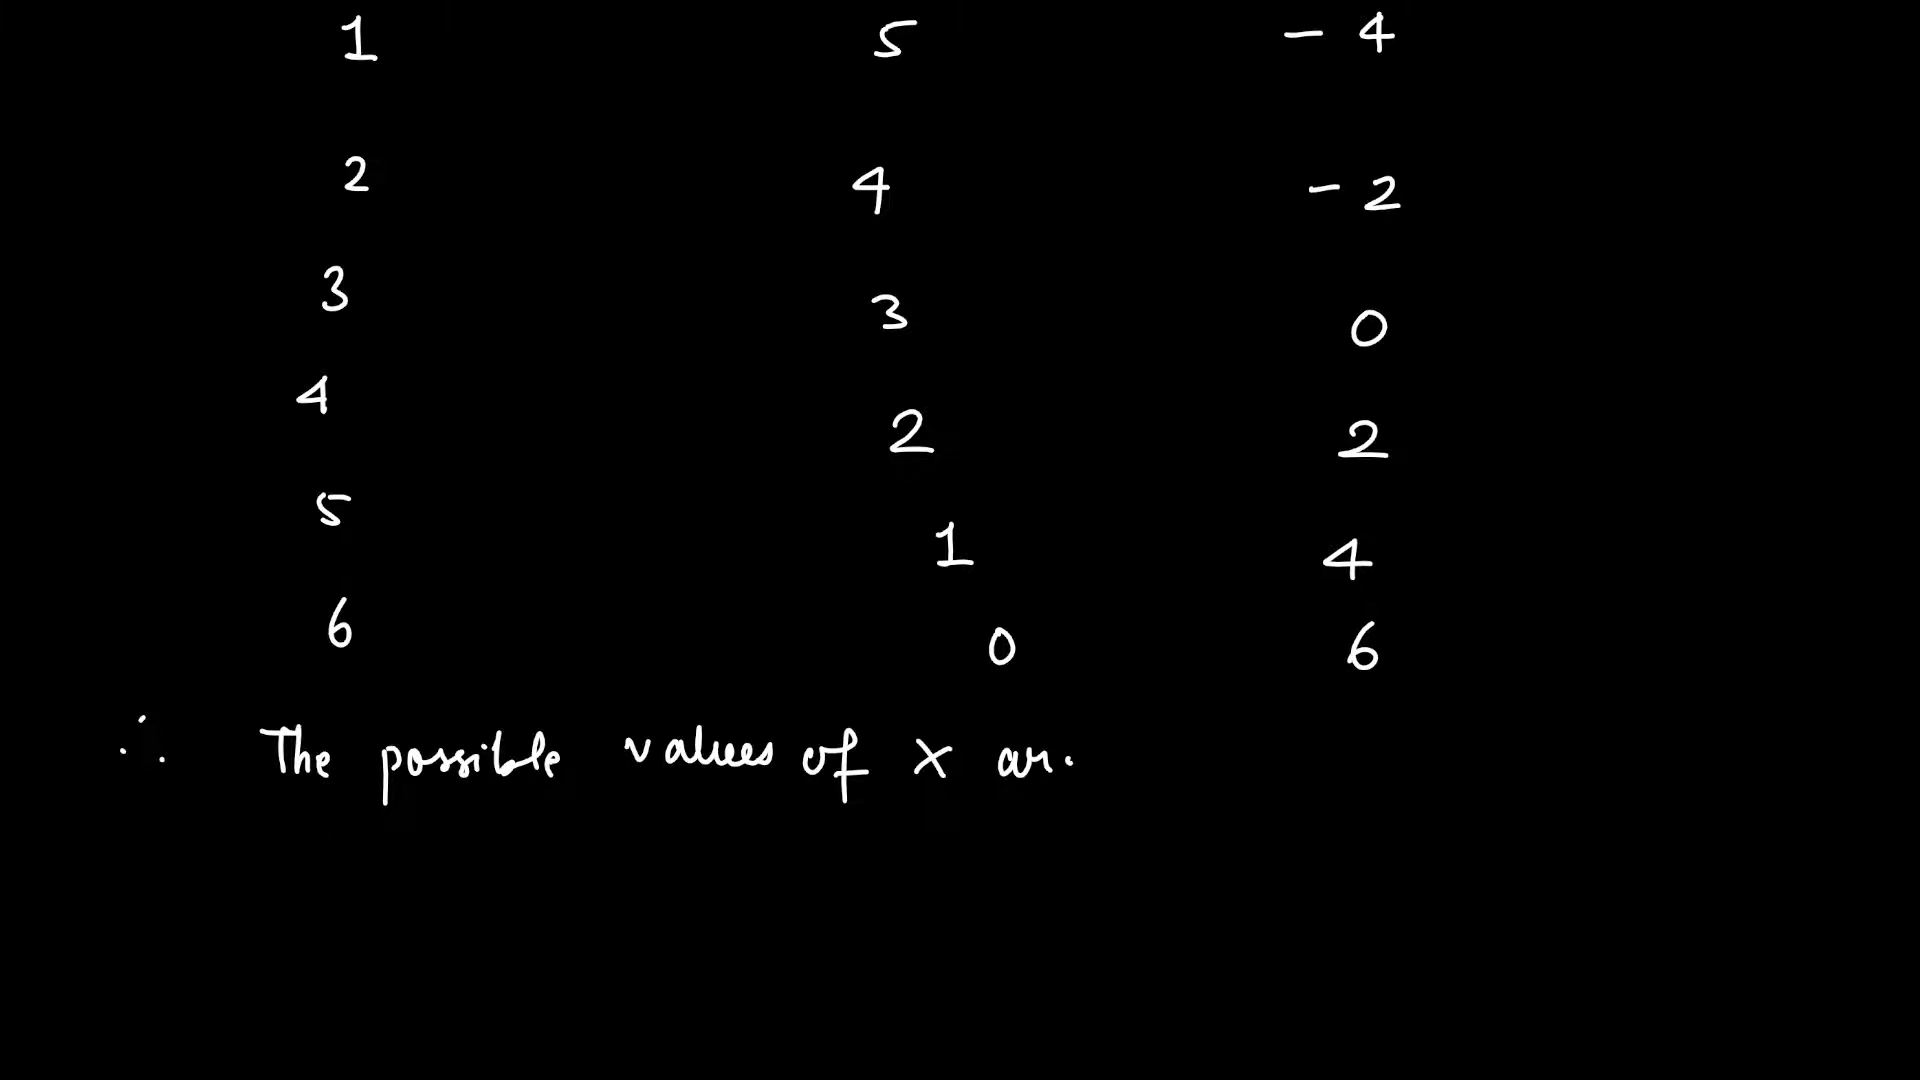 1 5 - 4
2 4 - 2
3 3 0
4 2 2
5 1 4
6 0 6
∴ The possible values of X are.